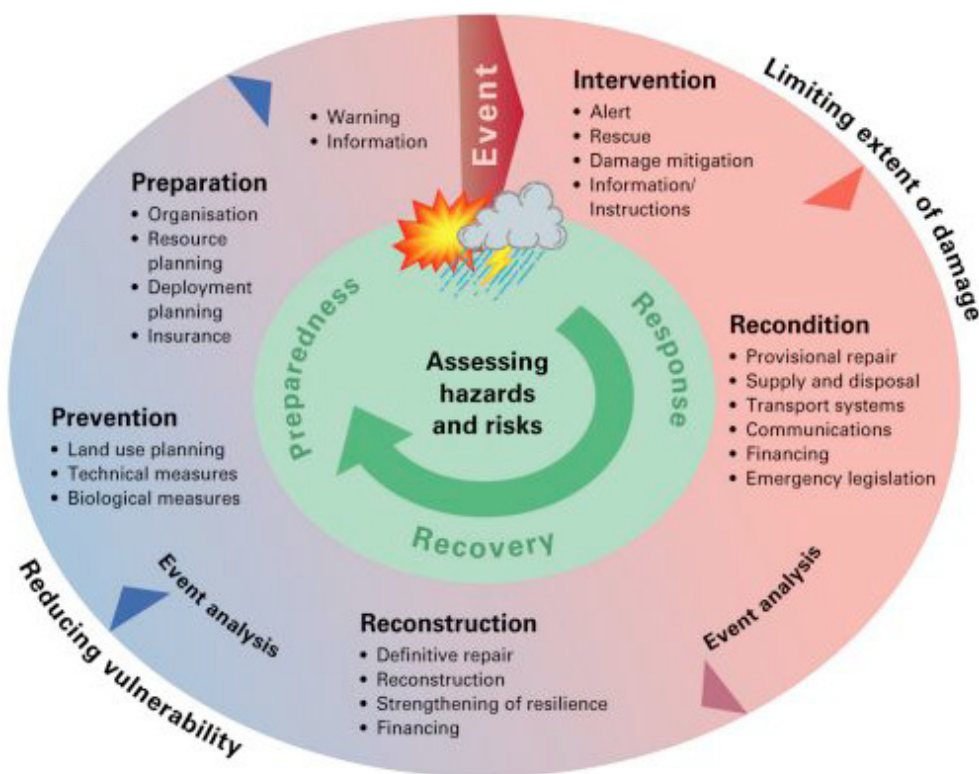 Event
Intervention
• Alert
• Rescue
• Damage mitigation
• Information/
Instructions
Limiting extent of damage
Recondition
• Provisional repair
• Supply and disposal
• Transport systems
• Communications
• Financing
• Emergency legislation
Event analysis
Reconstruction
• Definitive repair
• Reconstruction
• Strengthening of resilience
• Financing
Event analysis
Reducing vulnerability
Prevention
• Land use planning
• Technical measures
• Biological measures
Preparation
• Organisation
• Resource
planning
• Deployment
planning
• Insurance
• Warning
• Information
Preparedness
Response
Recovery
Assessing
hazards
and risks